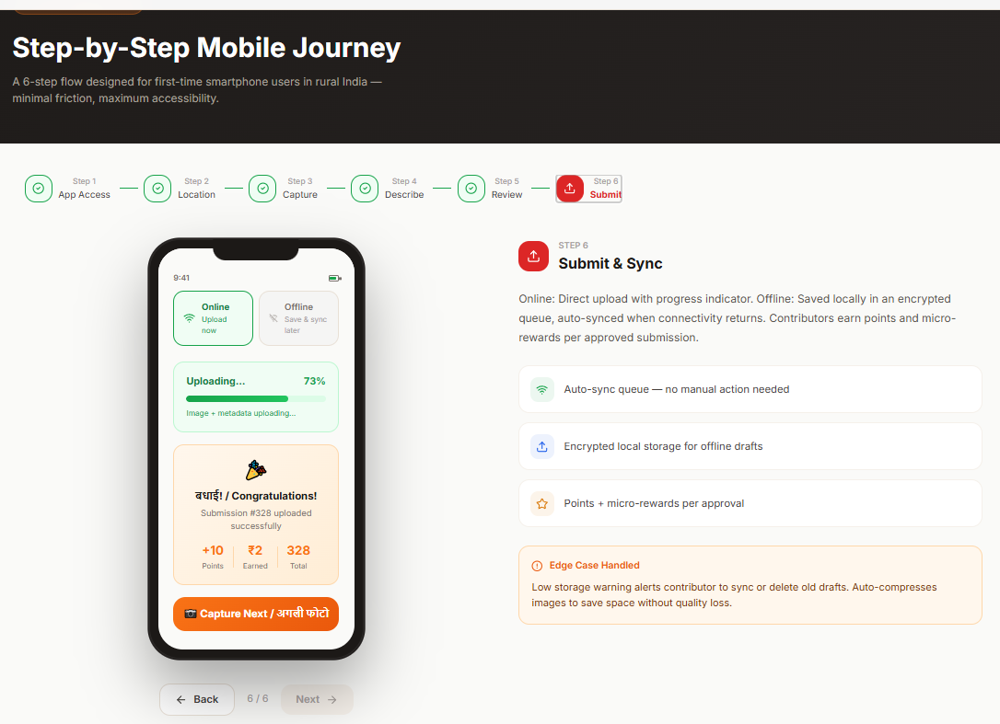 Step-by-Step Mobile Journey
A 6-step flow designed for first-time smartphone users in rural India —
minimal friction, maximum accessibility.
Step 1
App Access
Step 2
Location
Step 3
Capture
Step 4
Describe
Step 5
Review
Step 6
Submit
9:41
Online
Upload
now
Offline
Save & sync
later
Uploading...
73%
Image + metadata uploading...
बधाई! / Congratulations!
Submission #328 uploaded
successfully
+10
Points
₹2
Earned
328
Total
Capture Next / अगली फोटो
Back
6 / 6
Next
STEP 6
Submit & Sync
Online: Direct upload with progress indicator. Offline: Saved locally in an encrypted
queue, auto-synced when connectivity returns. Contributors earn points and micro-
rewards per approved submission.
Auto-sync queue — no manual action needed
Encrypted local storage for offline drafts
Points + micro-rewards per approval
Edge Case Handled
Low storage warning alerts contributor to sync or delete old drafts. Auto-compresses
images to save space without quality loss.